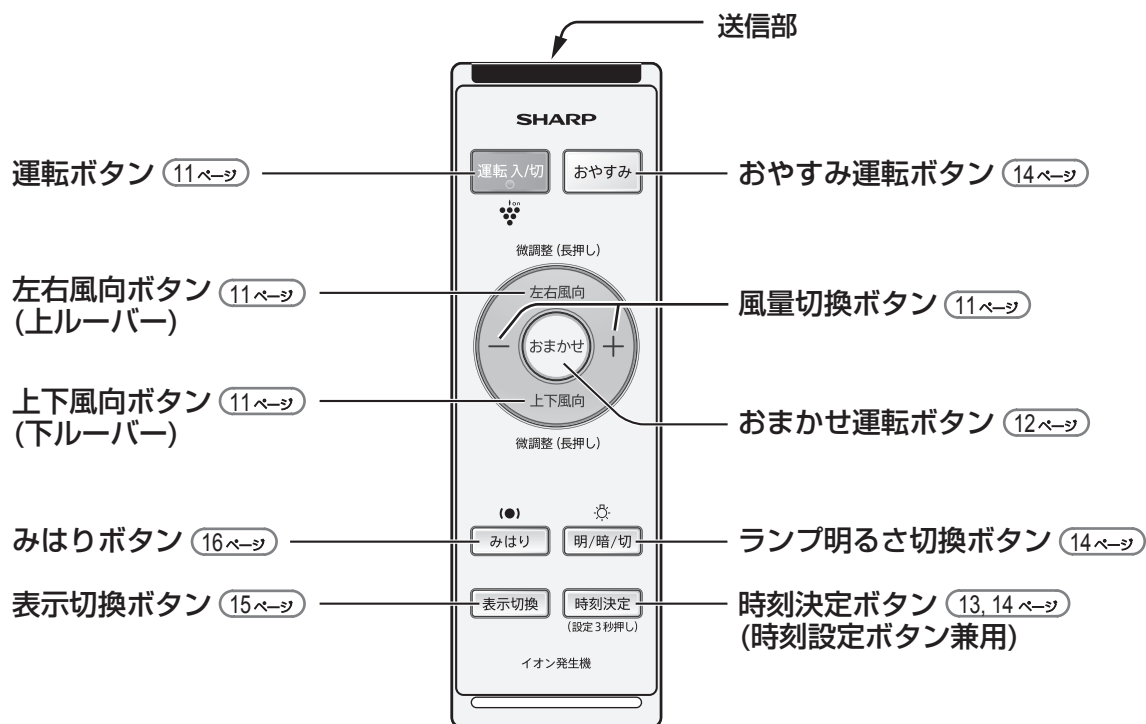 送信部
SHARP
運転ボタン 11ページ
運転 入/切
おやすみ
おやすみ運転ボタン 14ページ
Ion
微調整 (長押し)
左右風向ボタン 11ページ
(上ルーバー)
左右風向
風量切換ボタン 11ページ
－
おまかせ
＋
上下風向ボタン 11ページ
(下ルーバー)
上下風向
おまかせ運転ボタン 12ページ
微調整 (長押し)
みはりボタン 16ページ
みはり
明/暗/切
ランプ明るさ切換ボタン 14ページ
表示切換ボタン 15ページ
表示切換
時刻決定
(設定3秒押し)
時刻決定ボタン 13, 14 ページ
(時刻設定ボタン兼用)
イオン発生機